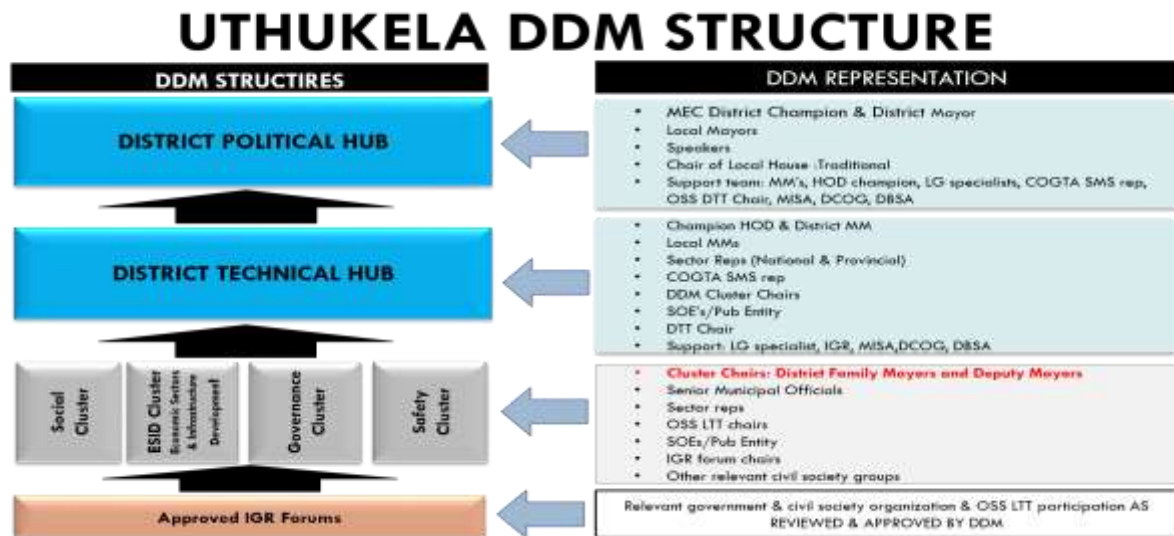 UTHUKELA DDM STRUCTURE
DDM STRUCTIRES
DISTRICT POLITICAL HUB
DISTRICT TECHNICAL HUB
Social
Cluster
ESID Cluster
Economic Sectors
& Infrastructure
Development
Governance
Cluster
Safety
Cluster
Approved IGR Forums
DDM REPRESENTATION
• MEC District Champion & District Mayor
• Local Mayors
• Speakers
• Chair of Local House -Traditional
• Support team: MM's, HOD champion, LG specialists, COGTA SMS rep,
OSS DTT Chair, MISA, DCOG, DBSA
• Champion HOD & District MM
• Local MMs
• Sector Reps (National & Provincial)
• COGTA SMS rep
• DDM Cluster Chairs
• SOE's/Pub Entity
• DTT Chair
• Support: LG specialist, IGR, MISA,DCOG, DBSA
• Cluster Chairs: District Family Mayors and Deputy Mayors
• Senior Municipal Officials
• Sector reps
• OSS LTT chairs
• SOEs/Pub Entity
• IGR forum chairs
• Other relevant civil society groups
Relevant government & civil society organization & OSS LTT participation AS
REVIEWED & APPROVED BY DDM